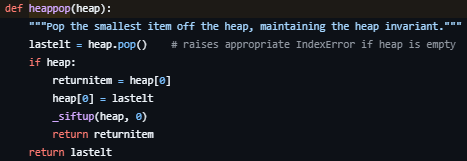 def heappop(heap):
    """Pop the smallest item off the heap, maintaining the heap invariant."""
    lastelt = heap.pop()    # raises appropriate IndexError if heap is empty
    if heap:
        returnitem = heap[0]
        heap[0] = lastelt
        _siftup(heap, 0)
        return returnitem
    return lastelt